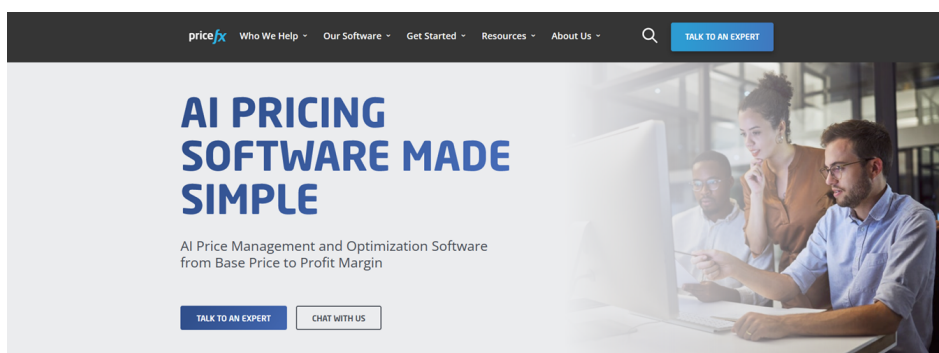 pricefx Who We Help Our Software Get Started Resources About Us TALK TO AN EXPERT
AI PRICING
SOFTWARE MADE
SIMPLE
AI Price Management and Optimization Software
from Base Price to Profit Margin
TALK TO AN EXPERT CHAT WITH US